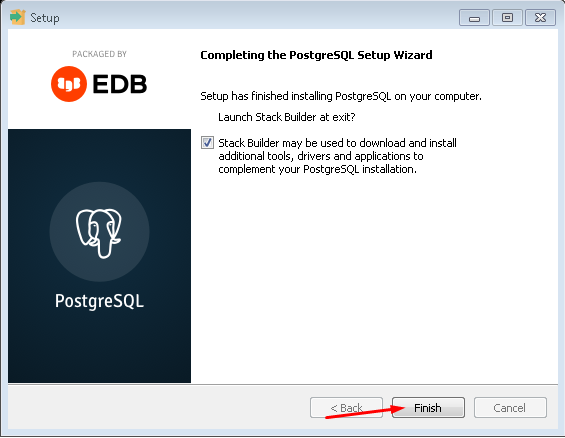 Setup
PACKAGED BY
EDB
PostgreSQL
Completing the PostgreSQL Setup Wizard
Setup has finished installing PostgreSQL on your computer.
Launch Stack Builder at exit?
Stack Builder may be used to download and install
additional tools, drivers and applications to
complement your PostgreSQL installation.
< Back
Finish
Cancel